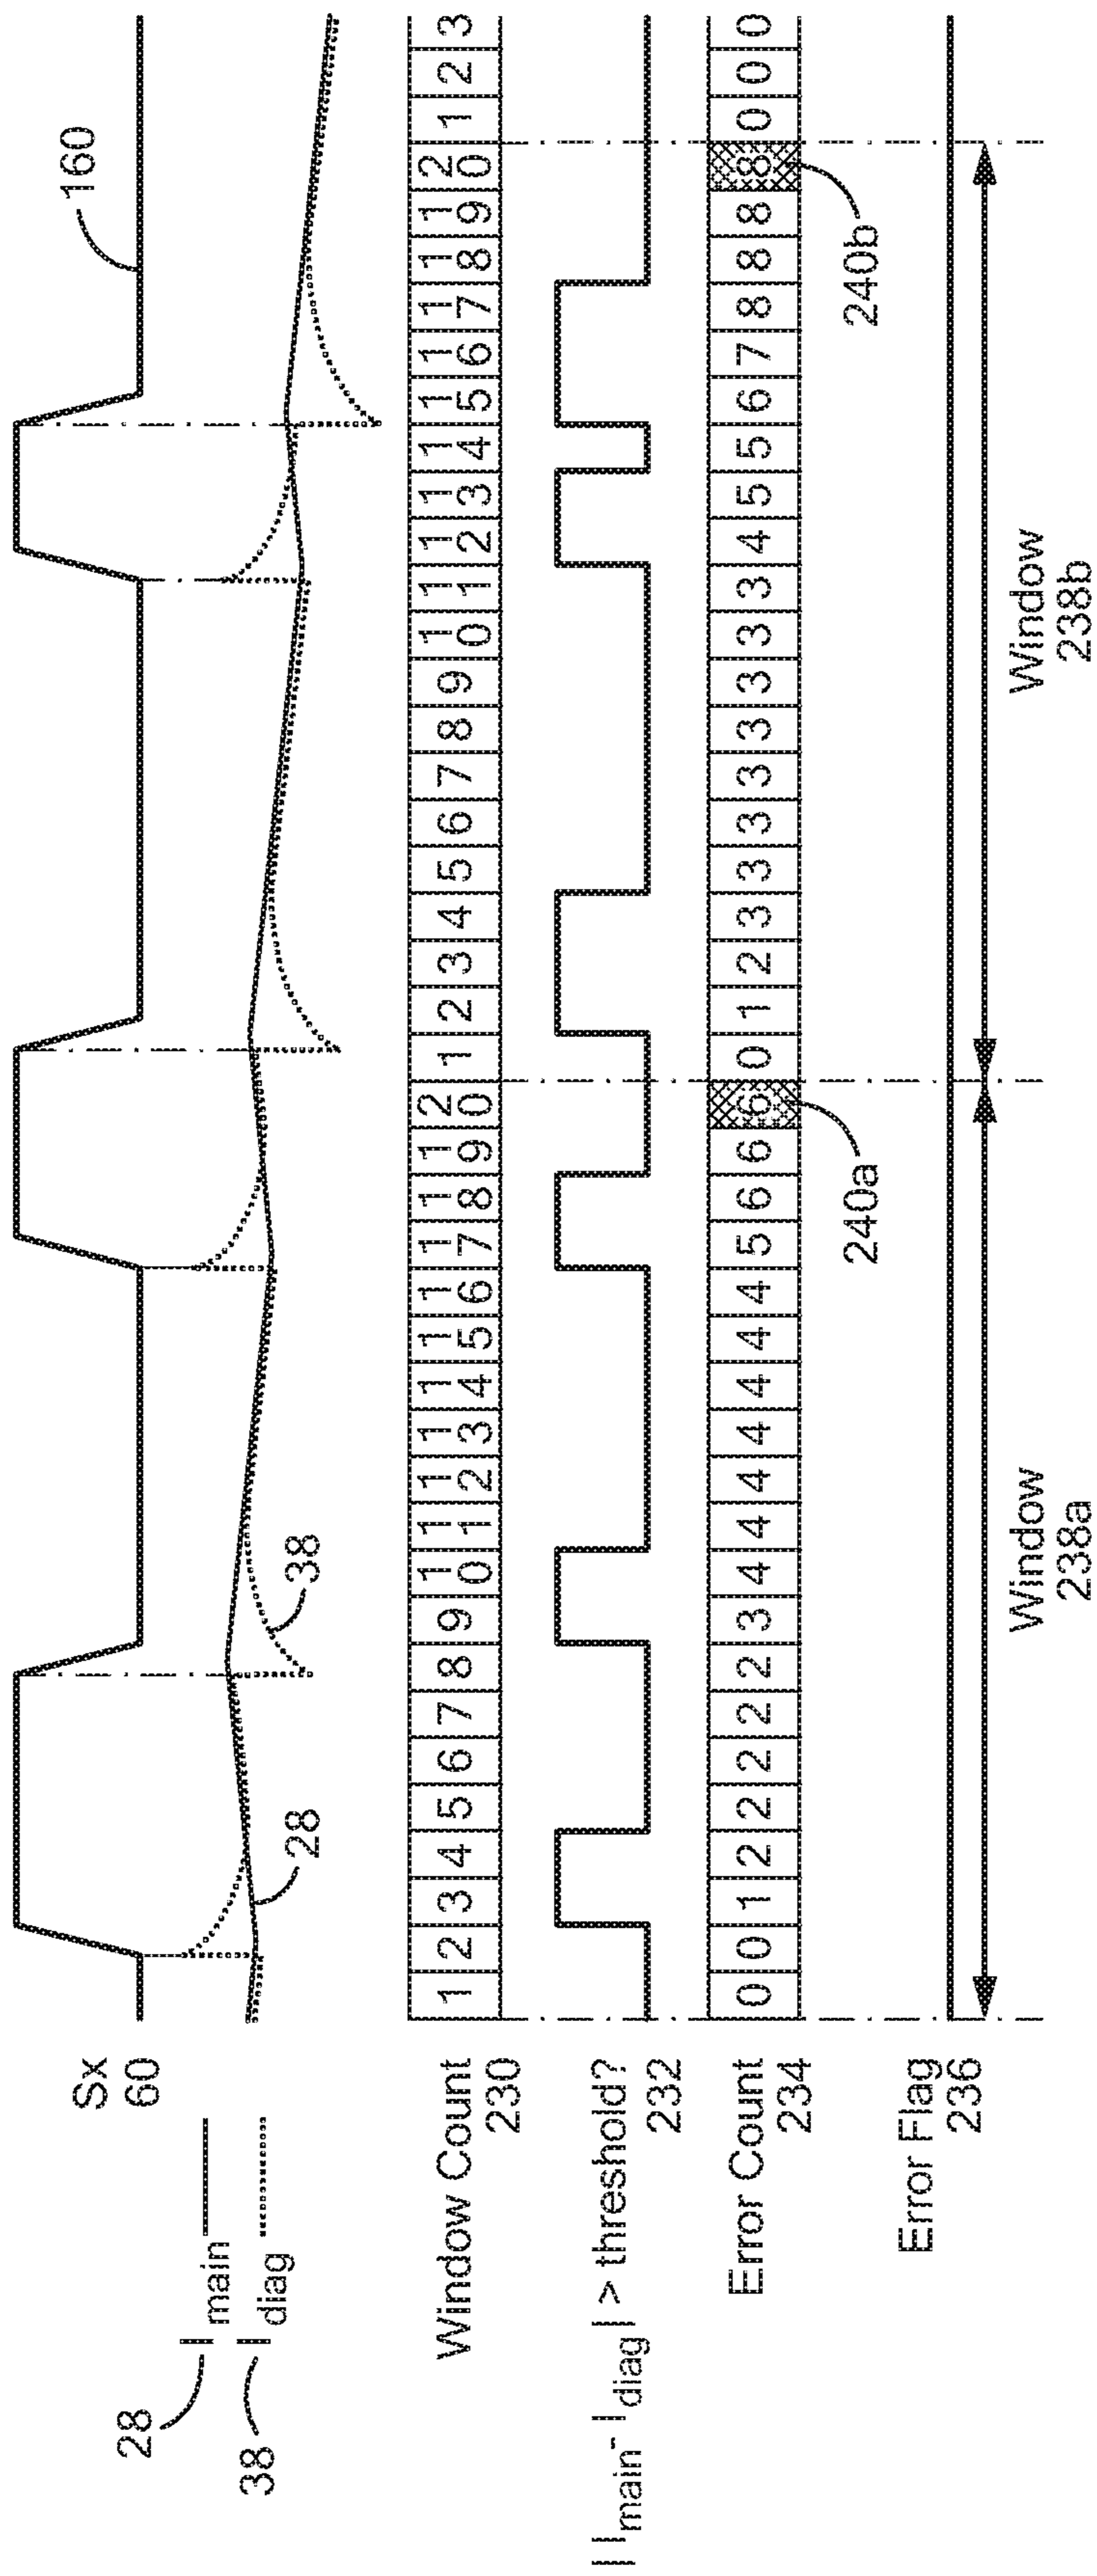 160
Sx
60
28
I main
38
I diag
28
38
Window Count
230
1 2 3 4 5 6 7 8 9 10 11 12 13 14 15 16 17 18 19 20 1 2 3 4 5 6 7 8 9 10 11 12 13 14 15 16 17 18 19 20 1 2 3
| I main - I diag | > threshold?
232
Error Count
234
0 0 1 2 2 2 2 2 3 4 4 4 4 4 4 4 5 6 6 6 0 1 2 3 3 3 3 3 3 3 3 4 5 5 6 7 8 8 8 8 0 0 0
240a
240b
Error Flag
236
Window
238a
Window
238b